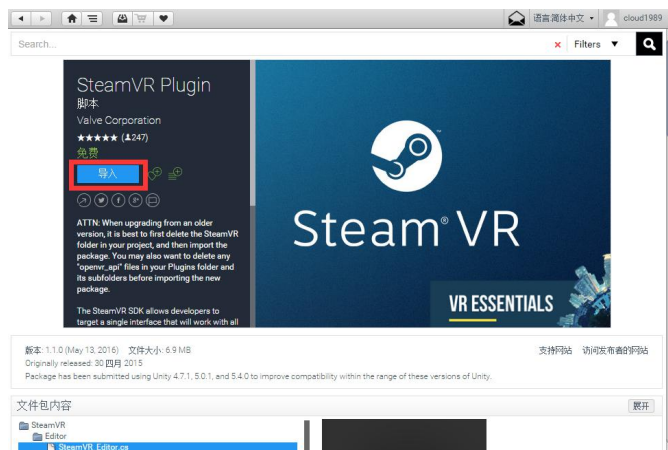 语言:简体中文
cloud1989
Search...
Filters
SteamVR Plugin
脚本
Valve Corporation
(247)
免费
导入
ATTN: When upgrading from an older
version, it is best to first delete the SteamVR
folder in your project, and then import the
package. You may also want to delete any
"openvr_api" files in your Plugins folder and
its subfolders before importing the new
package.
The SteamVR SDK allows developers to
target a single interface that will work with all
Steam®VR
VR ESSENTIALS
版本: 1.1.0 (May 13, 2016) 文件大小: 6.9 MB
支持网站 访问发布者的网站
Originally released: 30 四月 2015
Package has been submitted using Unity 4.7.1, 5.0.1, and 5.4.0 to improve compatibility within the range of these versions of Unity.
文件包内容
展开
SteamVR
Editor
SteamVR_Editor.cs